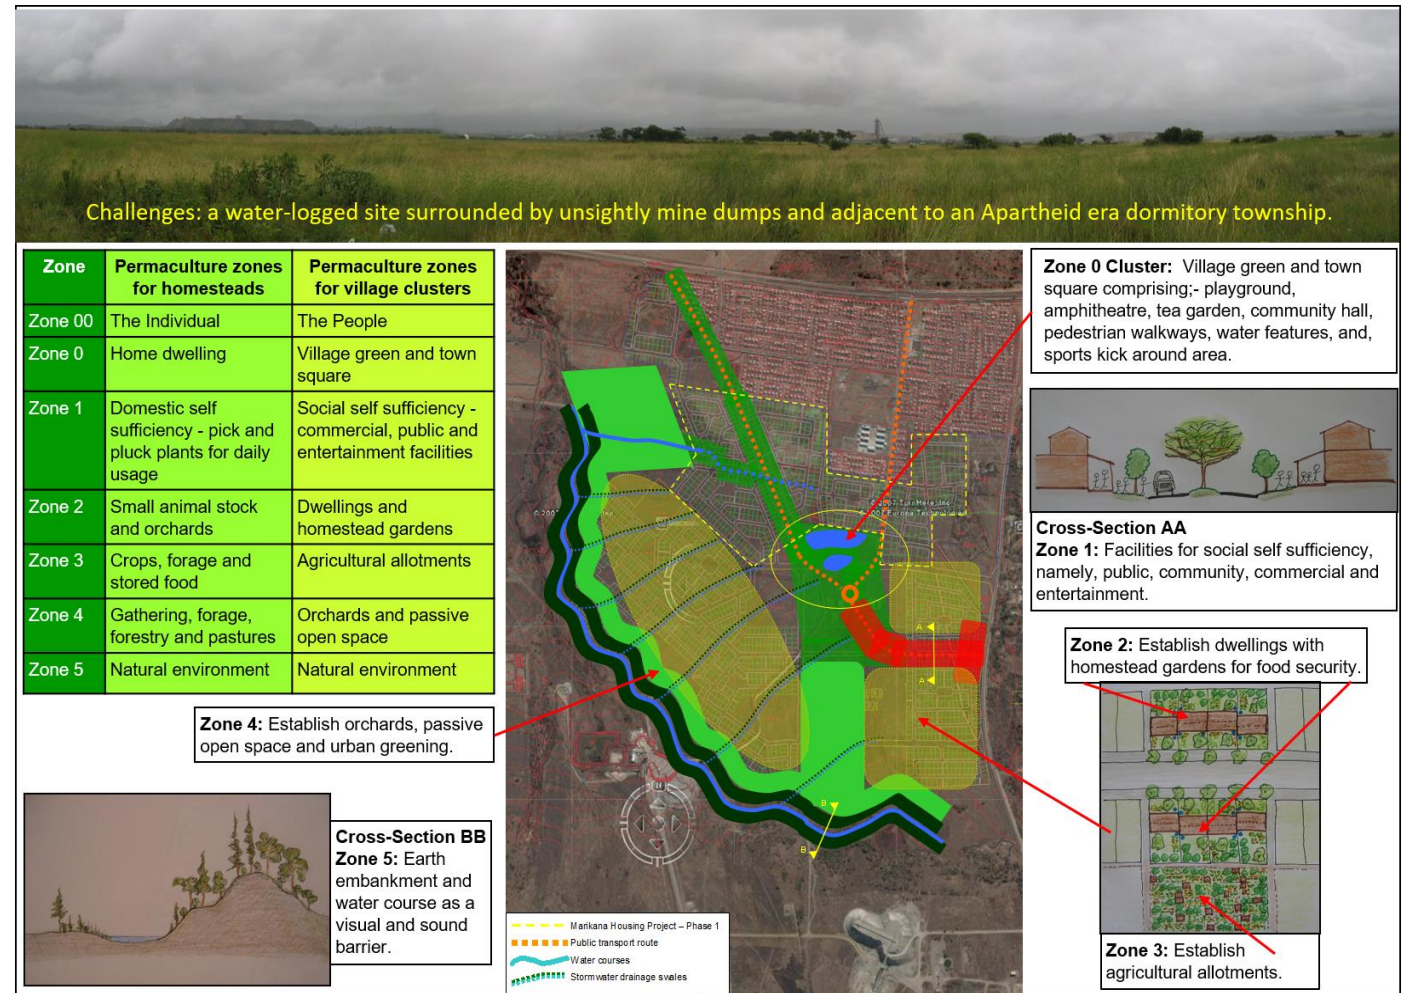 Challenges: a water-logged site surrounded by unsightly mine dumps and adjacent to an Apartheid era dormitory township.
Zone
Permaculture zones
for homesteads
Permaculture zones
for village clusters
Zone 00
The Individual
The People
Zone 0
Home dwelling
Village green and town
square
Zone 1
Domestic self
sufficiency - pick and
pluck plants for daily
usage
Social self sufficiency -
commercial, public and
entertainment facilities
Zone 2
Small animal stock
and orchards
Dwellings and
homestead gardens
Zone 3
Crops, forage and
stored food
Agricultural allotments
Zone 4
Gathering, forage,
forestry and pastures
Orchards and passive
open space
Zone 5
Natural environment
Natural environment
Zone 4: Establish orchards, passive
open space and urban greening.
Cross-Section BB
Zone 5: Earth
embankment and
water course as a
visual and sound
barrier.
A
A
B
B
Marikana Housing Project – Phase 1
Public transport route
Water courses
Stormwater drainage swales
Zone 0 Cluster: Village green and town
square comprising;- playground,
amphitheatre, tea garden, community hall,
pedestrian walkways, water features, and,
sports kick around area.
Cross-Section AA
Zone 1: Facilities for social self sufficiency,
namely, public, community, commercial and
entertainment.
Zone 2: Establish dwellings with
homestead gardens for food security.
Zone 3: Establish
agricultural allotments.